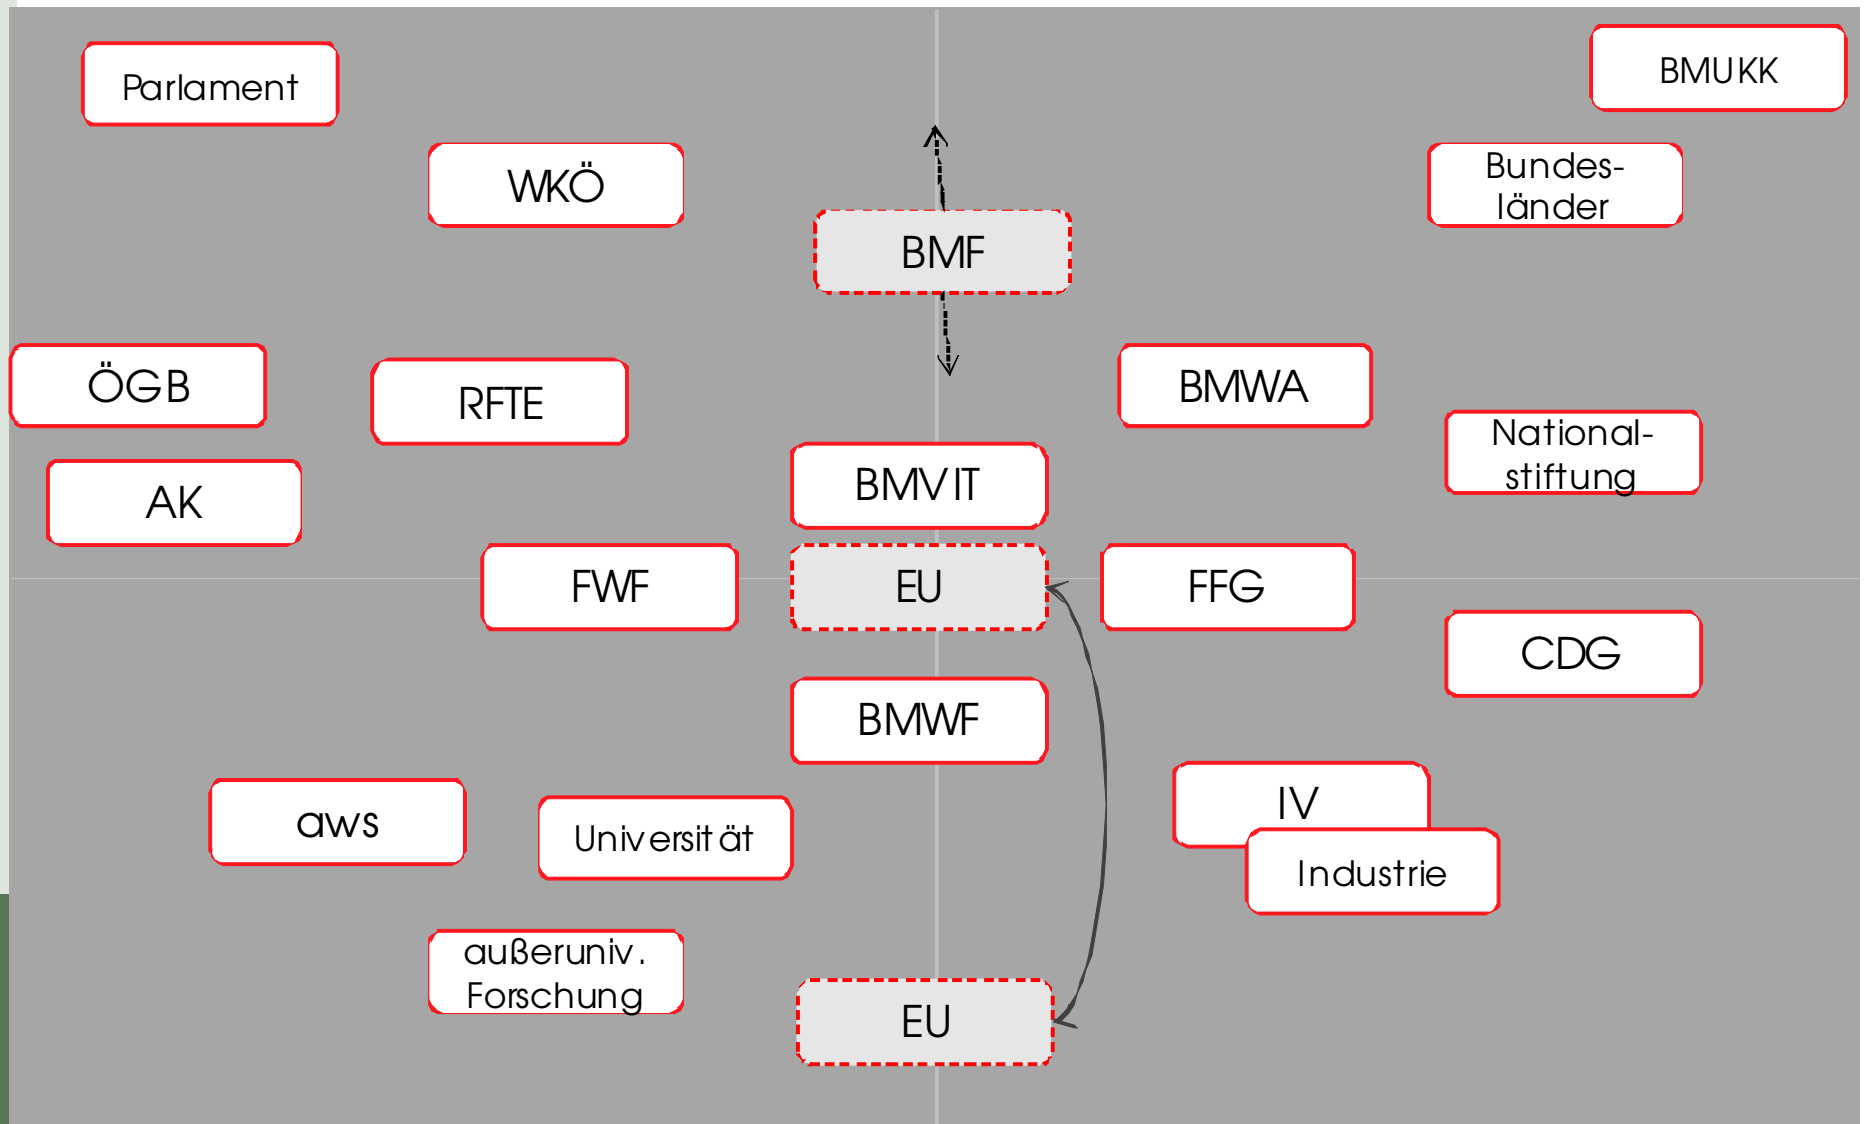 Parlament
BMUKK
WKÖ
Bundes-
länder
BMF
ÖGB
RFTE
BMWA
National-
stiftung
BMVIT
AK
FWF
EU
FFG
CDG
BMWF
IV
aws
Universität
Industrie
außeruniv.
Forschung
EU